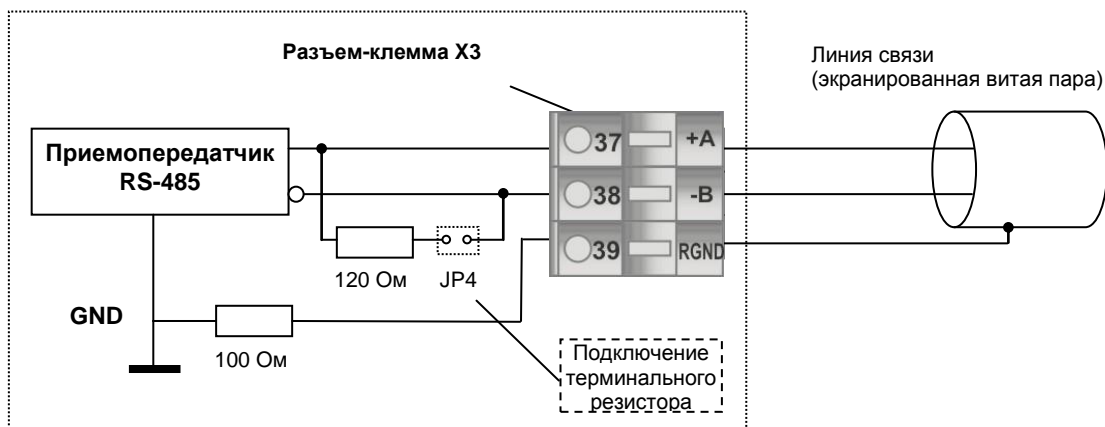 Разъем-клемма X3
Линия связи
(экранированная витая пара)
Приемопередатчик
RS-485
37 +A
38 -B
39 RGND
120 Ом JP4
GND
100 Ом
Подключение
терминального
резистора